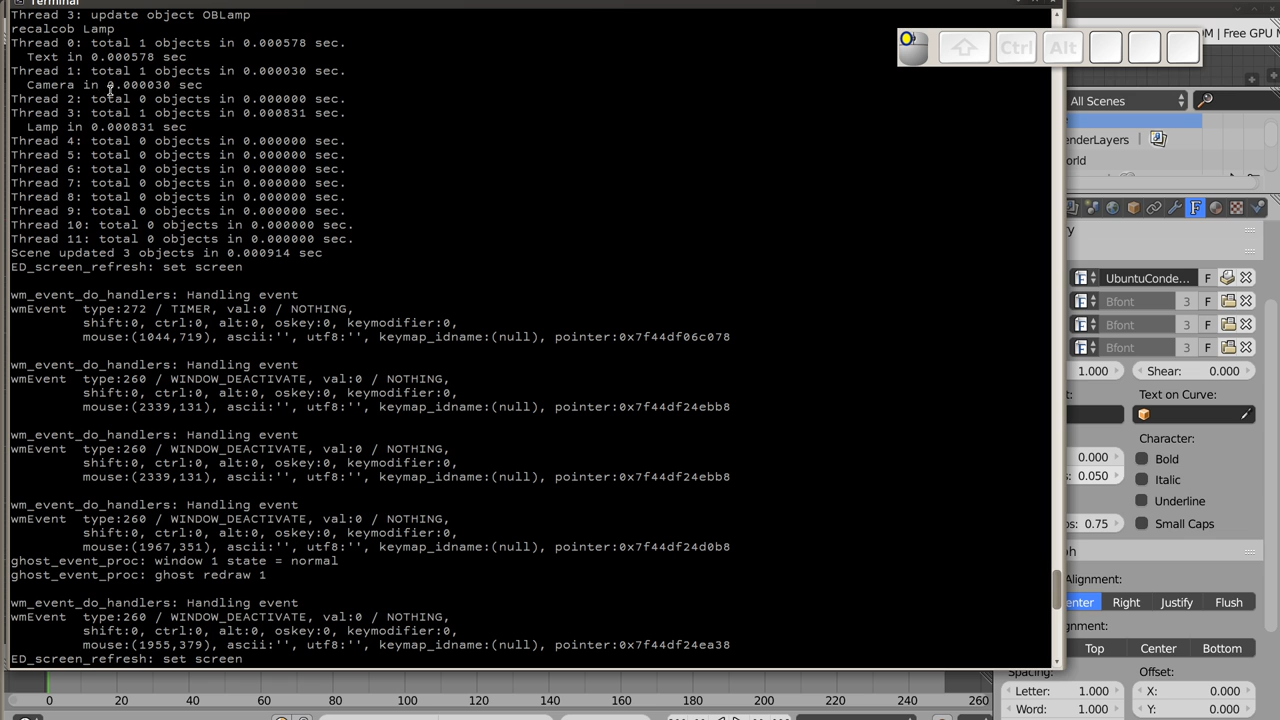 Terminal
Thread 3: update object OBLamp
recalcob Lamp
Thread 0: total 1 objects in 0.000578 sec.
Text in 0.000578 sec
Thread 1: total 1 objects in 0.000030 sec.
Camera in 0.000030 sec
Thread 2: total 0 objects in 0.000000 sec.
Thread 3: total 1 objects in 0.000831 sec.
Lamp in 0.000831 sec
Thread 4: total 0 objects in 0.000000 sec.
Thread 5: total 0 objects in 0.000000 sec.
Thread 6: total 0 objects in 0.000000 sec.
Thread 7: total 0 objects in 0.000000 sec.
Thread 8: total 0 objects in 0.000000 sec.
Thread 9: total 0 objects in 0.000000 sec.
Thread 10: total 0 objects in 0.000000 sec.
Thread 11: total 0 objects in 0.000000 sec.
Scene updated 3 objects in 0.000914 sec
ED_screen_refresh: set screen
wm_event_do_handlers: Handling event
wmEvent  type:272 / TIMER, val:0 / NOTHING,
shift:0, ctrl:0, alt:0, oskey:0, keymodifier:0,
mouse:(1044,719), ascii:'', utf8:'', keymap_idname:(null), pointer:0x7f44df06c078
wm_event_do_handlers: Handling event
wmEvent  type:260 / WINDOW_DEACTIVATE, val:0 / NOTHING,
shift:0, ctrl:0, alt:0, oskey:0, keymodifier:0,
mouse:(2339,131), ascii:'', utf8:'', keymap_idname:(null), pointer:0x7f44df24ebb8
wm_event_do_handlers: Handling event
wmEvent  type:260 / WINDOW_DEACTIVATE, val:0 / NOTHING,
shift:0, ctrl:0, alt:0, oskey:0, keymodifier:0,
mouse:(2339,131), ascii:'', utf8:'', keymap_idname:(null), pointer:0x7f44df24ebb8
wm_event_do_handlers: Handling event
wmEvent  type:260 / WINDOW_DEACTIVATE, val:0 / NOTHING,
shift:0, ctrl:0, alt:0, oskey:0, keymodifier:0,
mouse:(1967,351), ascii:'', utf8:'', keymap_idname:(null), pointer:0x7f44df24d0b8
ghost_event_proc: window 1 state = normal
ghost_event_proc: ghost redraw 1
wm_event_do_handlers: Handling event
wmEvent  type:260 / WINDOW_DEACTIVATE, val:0 / NOTHING,
shift:0, ctrl:0, alt:0, oskey:0, keymodifier:0,
mouse:(1955,379), ascii:'', utf8:'', keymap_idname:(null), pointer:0x7f44df24ea38
ED_screen_refresh: set screen
Ctrl Alt
M | Free GPU M
All Scenes
enderLayers
orld
ry
F
UbuntuConde... F
F Bfont 3 F
F Bfont 3 F
F Bfont 3 F
1.000 Shear: 0.000
Text on Curve:
Character:
0.000 Bold
s: 0.050 Italic
Underline
os: 0.75 Small Caps
ph
Alignment:
enter Right Justify Flush
gnment:
Top Center Bottom
Spacing: Offset:
Letter: 1.000 X: 0.000
Word: 1.000 Y: 0.000
0 20 40 60 80 100 120 140 160 180 200 220 240 260